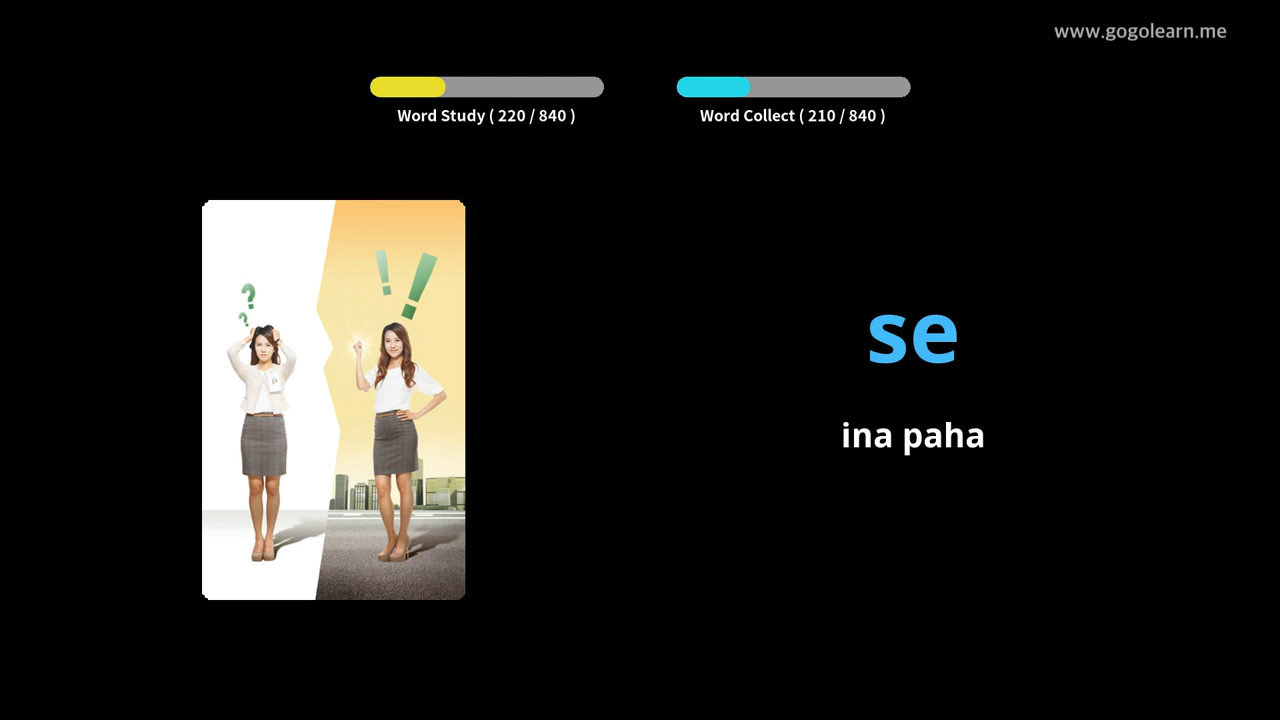 www.gogolearn.me
Word Study ( 220 / 840 )
Word Collect ( 210 / 840 )
? ?
! !
se
ina paha